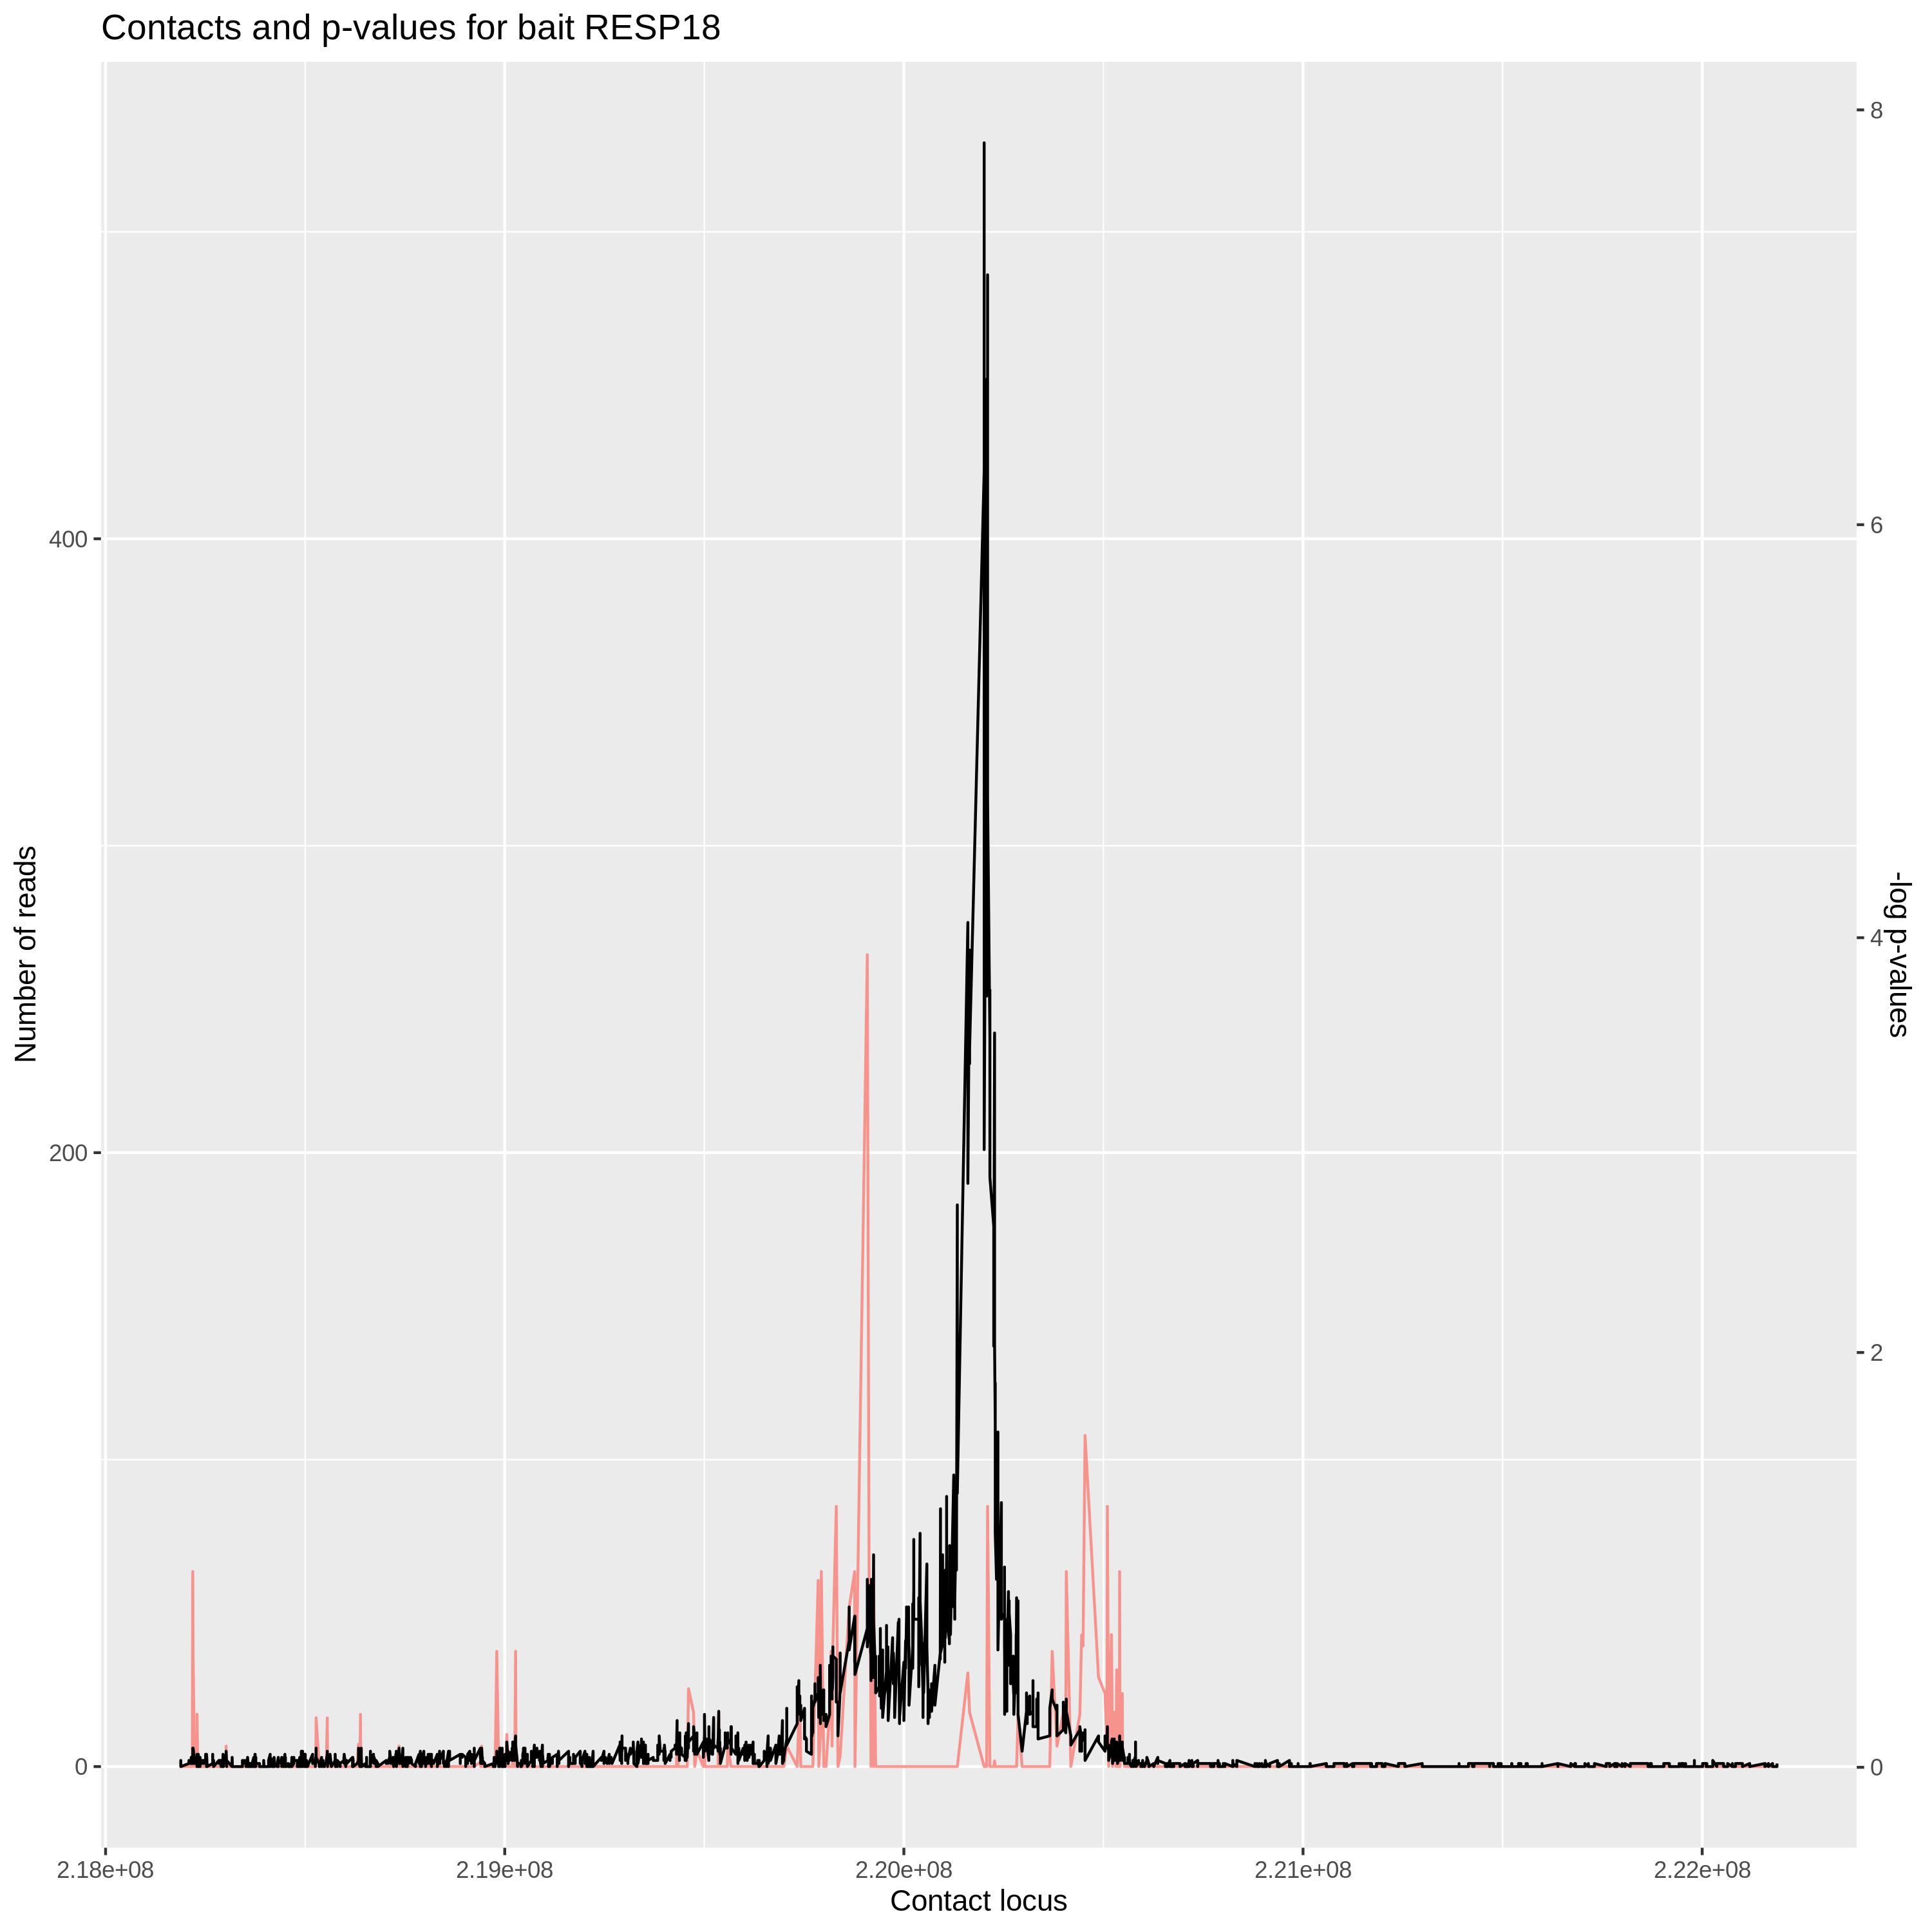 Contacts and p-values for bait RESP18
Number of reads
400
200
0
8
6
4
2
0
-log p-values
2.18e+08
2.19e+08
2.20e+08
2.21e+08
2.22e+08
Contact locus